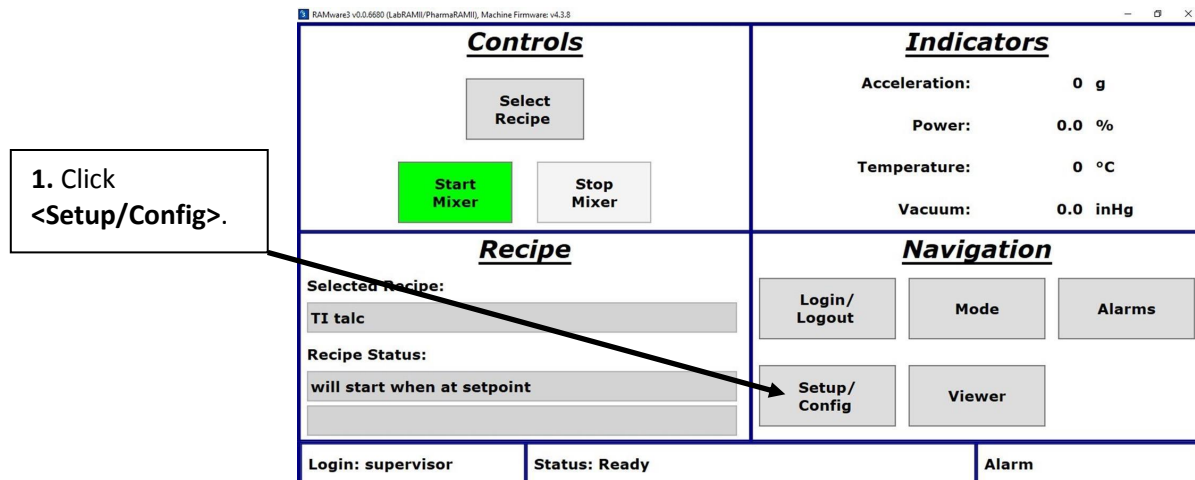 RAMware3 v0.0.6680 (LabRAMII/PharmaRAMII), Machine Firmware: v4.3.8
1. Click
<Setup/Config>.
Controls
Select
Recipe
Start
Mixer
Stop
Mixer
Indicators
Acceleration: 0 g
Power: 0.0 %
Temperature: 0 °C
Vacuum: 0.0 inHg
Recipe
Selected Recipe:
TI talc
Recipe Status:
will start when at setpoint
Navigation
Login/
Logout
Mode
Alarms
Setup/
Config
Viewer
Login: supervisor
Status: Ready
Alarm